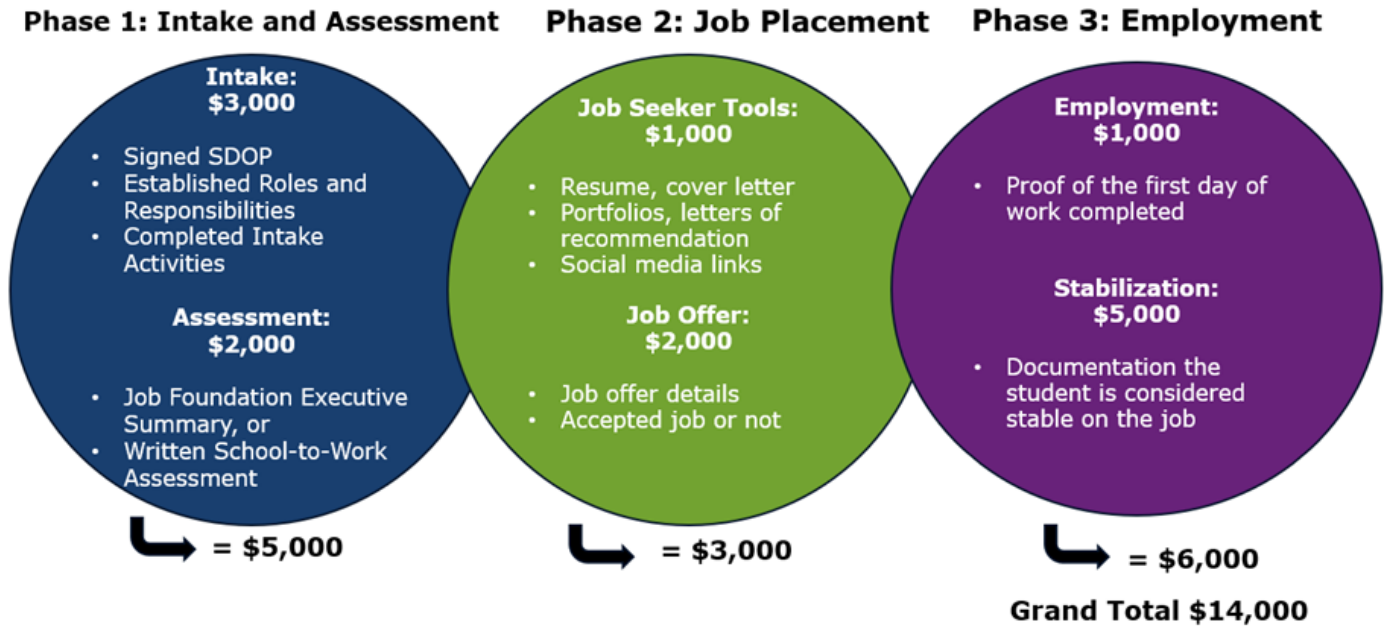 Phase 1: Intake and Assessment
Intake:
$3,000
• Signed SDOP
• Established Roles and
Responsibilities
• Completed Intake
Activities
Assessment:
$2,000
• Job Foundation Executive
Summary, or
• Written School-to-Work
Assessment
= $5,000
Phase 2: Job Placement
Job Seeker Tools:
$1,000
• Resume, cover letter
• Portfolios, letters of
recommendation
• Social media links
Job Offer:
$2,000
• Job offer details
• Accepted job or not
= $3,000
Phase 3: Employment
Employment:
$1,000
• Proof of the first day of
work completed
Stabilization:
$5,000
• Documentation the
student is considered
stable on the job
= $6,000
Grand Total $14,000